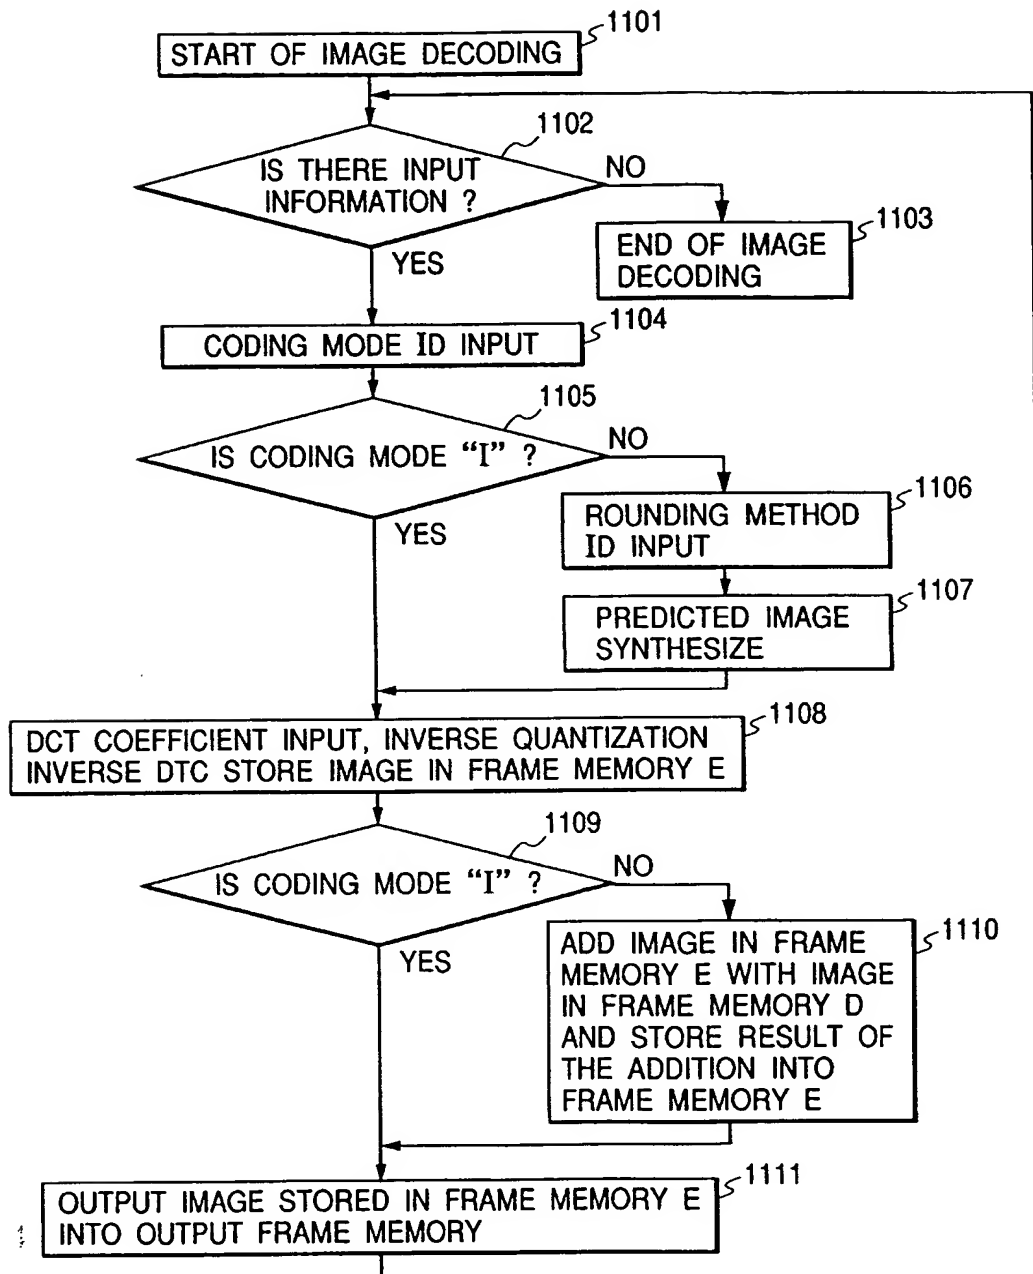 1101
START OF IMAGE DECODING
1102
IS THERE INPUT
INFORMATION ?
NO
YES
1103
END OF IMAGE
DECODING
1104
CODING MODE ID INPUT
1105
IS CODING MODE “I” ?
NO
YES
1106
ROUNDING METHOD
ID INPUT
1107
PREDICTED IMAGE
SYNTHESIZE
1108
DCT COEFFICIENT INPUT, INVERSE QUANTIZATION
INVERSE DTC STORE IMAGE IN FRAME MEMORY E
1109
IS CODING MODE “I” ?
NO
YES
1110
ADD IMAGE IN FRAME
MEMORY E WITH IMAGE
IN FRAME MEMORY D
AND STORE RESULT OF
THE ADDITION INTO
FRAME MEMORY E
1111
OUTPUT IMAGE STORED IN FRAME MEMORY E
INTO OUTPUT FRAME MEMORY